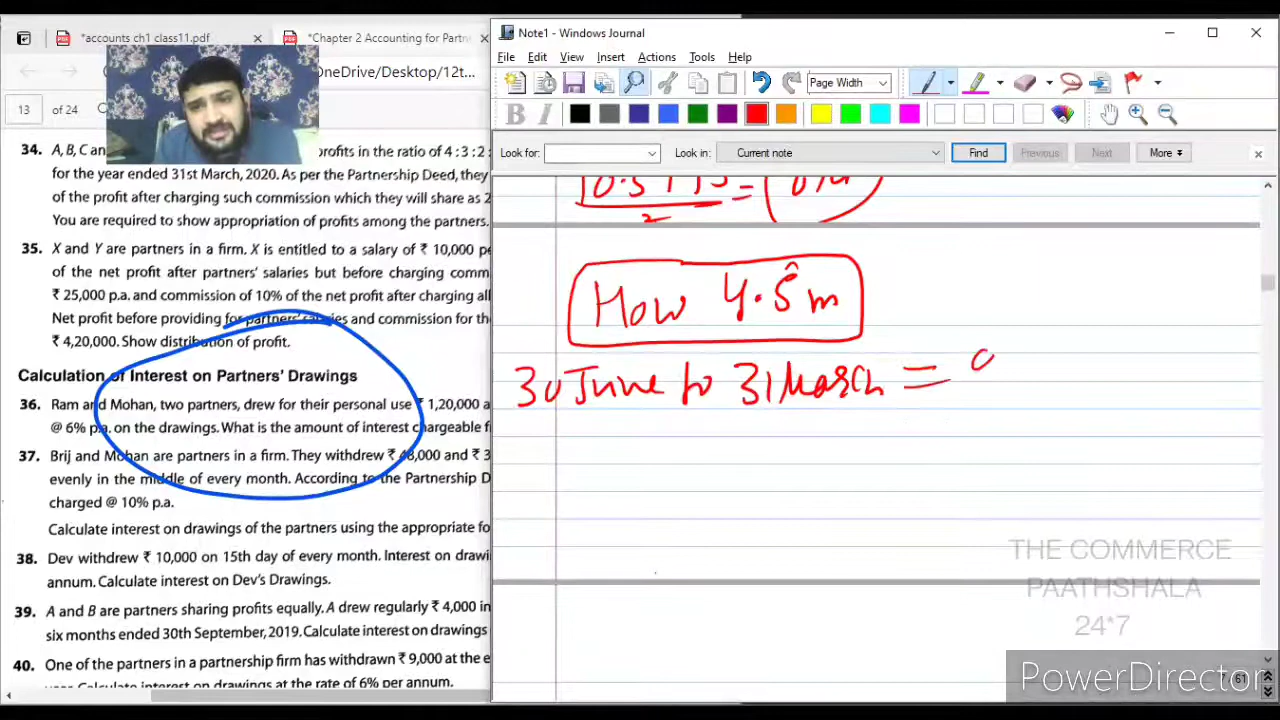 *accounts ch1 class11.pdf
*Chapter 2 Accounting for Partn
OneDrive/Desktop/12t...
13 of 24
34. A, B, C an
profits in the ratio of 4 : 3 : 2 :
for the year ended 31st March, 2020. As per the Partnership Deed, they
of the profit after charging such commission which they will share as 2
You are required to show appropriation of profits among the partners.
35. X and Y are partners in a firm. X is entitled to a salary of ₹ 10,000 pe
of the net profit after partners' salaries but before charging comm
₹ 25,000 p.a. and commission of 10% of the net profit after charging all
Net profit before providing for partners' salaries and commission for the
₹ 4,20,000. Show distribution of profit.
Calculation of Interest on Partners' Drawings
36. Ram and Mohan, two partners, drew for their personal use ₹ 1,20,000 a
@ 6% p.a. on the drawings. What is the amount of interest chargeable f
37. Brij and Mohan are partners in a firm. They withdrew ₹ 48,000 and ₹ 3
evenly in the middle of every month. According to the Partnership D
charged @ 10% p.a.
Calculate interest on drawings of the partners using the appropriate fo
38. Dev withdrew ₹ 10,000 on 15th day of every month. Interest on drawi
annum. Calculate interest on Dev's Drawings.
39. A and B are partners sharing profits equally. A drew regularly ₹ 4,000 in
six months ended 30th September, 2019. Calculate interest on drawings
40. One of the partners in a partnership firm has withdrawn ₹ 9,000 at the e
year. Calculate interest on drawings at the rate of 6% per annum.
Note1 - Windows Journal
File Edit View Insert Actions Tools Help
Page Width
B I
Look for: Look in: Current note Find Previous Next More
2
How 4.5 m
30 June to 31 March =
THE COMMERCE
PAATHSHALA
24*7
PowerDirector